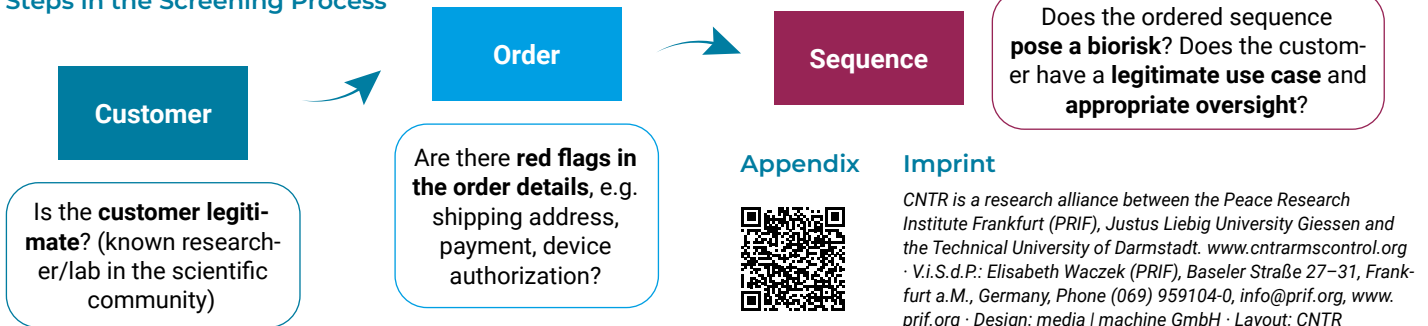 Steps in the Screening Process
Customer
Is the customer legiti-
mate? (known research-
er/lab in the scientific
community)
Order
Are there red flags in
the order details, e.g.
shipping address,
payment, device
authorization?
Sequence
Does the ordered sequence
pose a biorisk? Does the custom-
er have a legitimate use case and
appropriate oversight?
Appendix
Imprint
CNTR is a research alliance between the Peace Research
Institute Frankfurt (PRIF), Justus Liebig University Giessen and
the Technical University of Darmstadt. www.cntrarmscontrol.org
· V.i.S.d.P.: Elisabeth Waczek (PRIF), Baseler Straße 27–31, Frank-
furt a.M., Germany, Phone (069) 959104-0, info@prif.org, www.
prif.org · Design: media | machine GmbH · Layout: CNTR